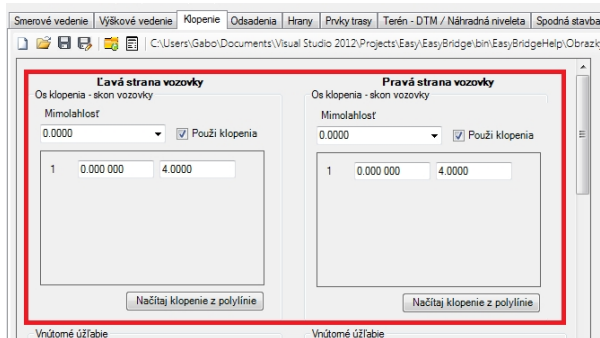 Smerové vedenie Výškové vedenie Klopenie Odsadenia Hrany Prvky trasy Terén - DTM / Náhradná niveleta Spodná stavba
C:\Users\Gabo\Documents\Visual Studio 2012\Projects\Easy\EasyBridge\bin\EasyBridgeHelp\Obrazky
Ľavá strana vozovky Pravá strana vozovky
Os klopenia - skon vozovky Os klopenia - skon vozovky
Mimolahlosť Mimolahlosť
0.0000 Použi klopenia 0.0000 Použi klopenia
1 0.000 000 4.0000 1 0.000 000 4.0000
Načítaj klopenie z polylínie Načítaj klopenie z polylínie
Vnútorné úžľabie Vnútorné úžľabie